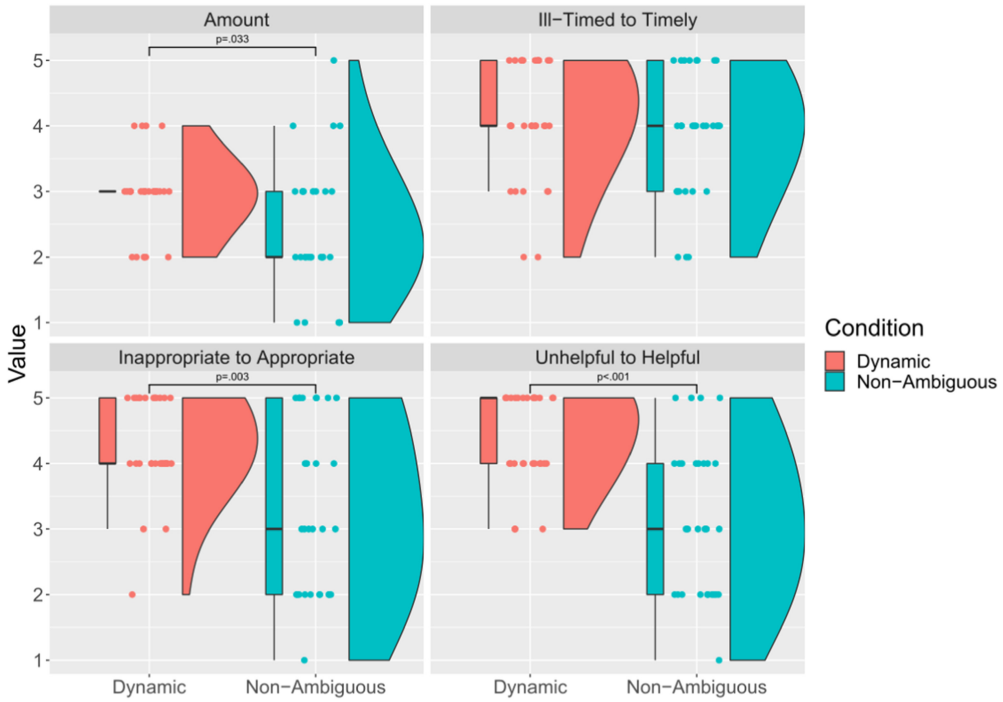 Amount
Ill−Timed to Timely
p=.033
5
4
3
2
1
Inappropriate to Appropriate
Unhelpful to Helpful
p=.003
p<.001
5
4
3
2
1
Value
Dynamic
Non−Ambiguous
Dynamic
Non−Ambiguous
Condition
Dynamic
Non−Ambiguous